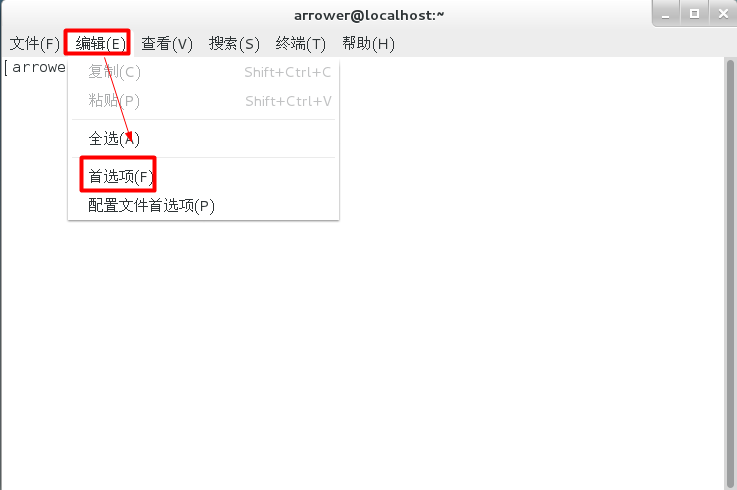 arrower@localhost:~
文件(F) 编辑(E) 查看(V) 搜索(S) 终端(T) 帮助(H)
[arrowe
复制(C) Shift+Ctrl+C
粘贴(P) Shift+Ctrl+V
全选(A)
首选项(F)
配置文件首选项(P)